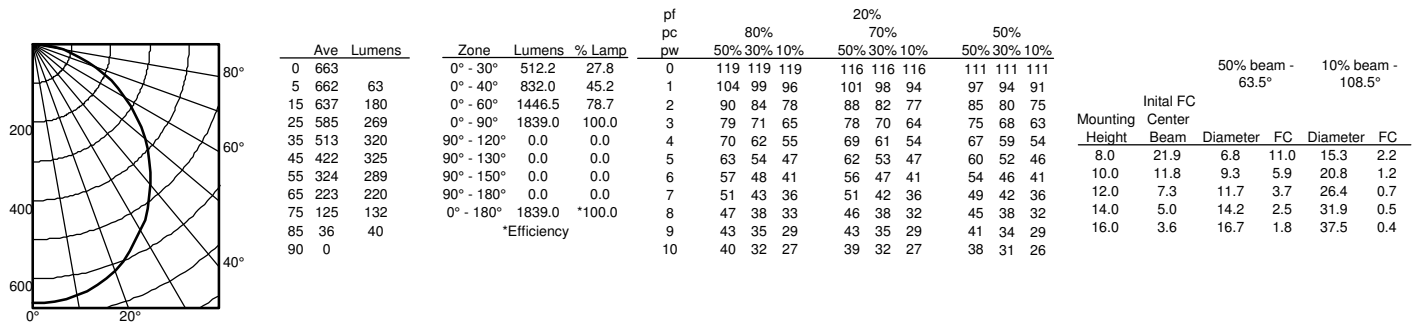 80°
60°
40°
20°
0°
200
400
600
Ave Lumens
0 663
5 662 63
15 637 180
25 585 269
35 513 320
45 422 325
55 324 289
65 223 220
75 125 132
85 36 40
90 0
Zone Lumens % Lamp
0° - 30° 512.2 27.8
0° - 40° 832.0 45.2
0° - 60° 1446.5 78.7
0° - 90° 1839.0 100.0
90° - 120° 0.0 0.0
90° - 130° 0.0 0.0
90° - 150° 0.0 0.0
90° - 180° 0.0 0.0
0° - 180° 1839.0 *100.0
*Efficiency
pf 20%
pc 80% 70% 50%
pw 50% 30% 10% 50% 30% 10% 50% 30% 10%
0 119 119 119 116 116 116 111 111 111
1 104 99 96 101 98 94 97 94 91
2 90 84 78 88 82 77 85 80 75
3 79 71 65 78 70 64 75 68 63
4 70 62 55 69 61 54 67 59 54
5 63 54 47 62 53 47 60 52 46
6 57 48 41 56 47 41 54 46 41
7 51 43 36 51 42 36 49 42 36
8 47 38 33 46 38 32 45 38 32
9 43 35 29 43 35 29 41 34 29
10 40 32 27 39 32 27 38 31 26
50% beam - 10% beam -
63.5° 108.5°
Inital FC
Mounting Center
Height Beam Diameter FC Diameter FC
8.0 21.9 6.8 11.0 15.3 2.2
10.0 11.8 9.3 5.9 20.8 1.2
12.0 7.3 11.7 3.7 26.4 0.7
14.0 5.0 14.2 2.5 31.9 0.5
16.0 3.6 16.7 1.8 37.5 0.4